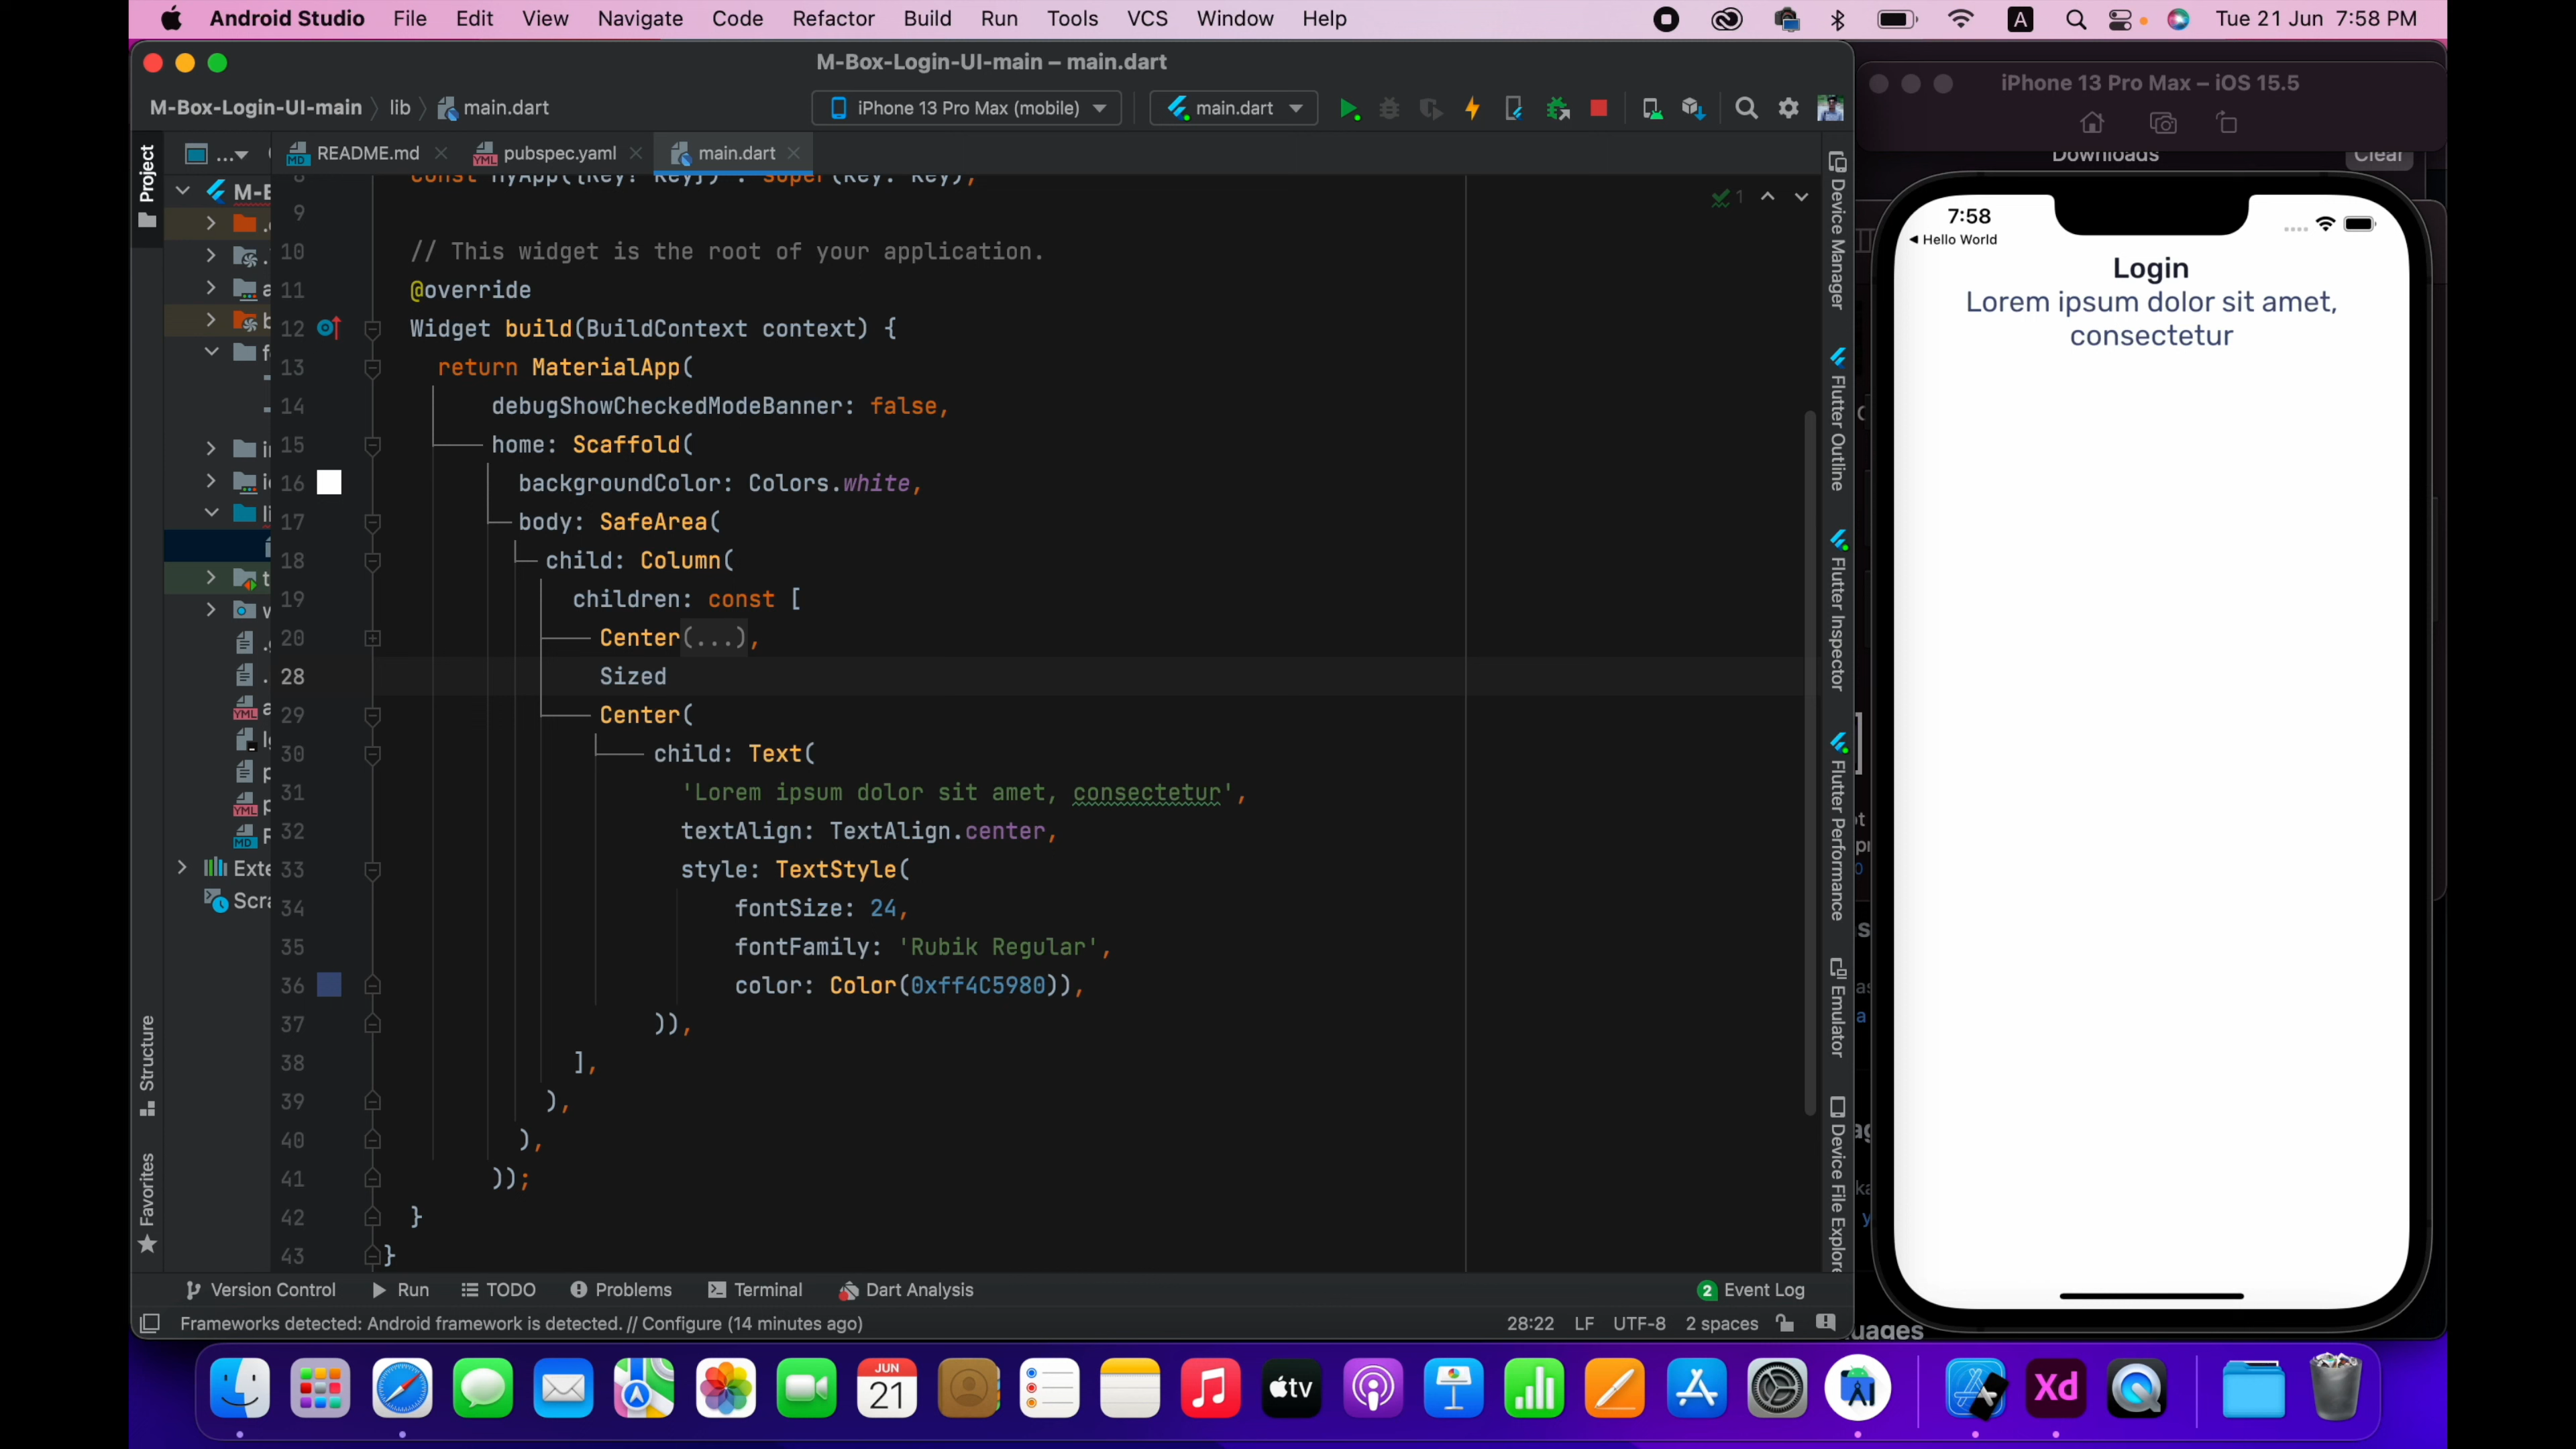 Android Studio File Edit View Navigate Code Refactor Build Run Tools VCS Window Help
A
Tue 21 Jun 7:58 PM
M-Box-Login-UI-main – main.dart
M-Box-Login-UI-main lib main.dart
iPhone 13 Pro Max (mobile)
main.dart
Project
README.md
pubspec.yaml
main.dart
9
10 // This widget is the root of your application.
11 @override
12 Widget build(BuildContext context) {
13 return MaterialApp(
14 debugShowCheckedModeBanner: false,
15 home: Scaffold(
16 backgroundColor: Colors.white,
17 body: SafeArea(
18 child: Column(
19 children: const [
20 Center(...),
28 Sized
29 Center(
30 child: Text(
31 'Lorem ipsum dolor sit amet, consectetur',
32 textAlign: TextAlign.center,
33 style: TextStyle(
34 fontSize: 24,
35 fontFamily: 'Rubik Regular',
36 color: Color(0xff4C5980)),
37 )),
38 ],
39 ),
40 ),
41 ));
42 }
43 }
1
Structure
Favorites
Device Manager
Flutter Outline
Flutter Inspector
Flutter Performance
Emulator
Device File Explore
Version Control Run TODO Problems Terminal Dart Analysis
2 Event Log
Frameworks detected: Android framework is detected. // Configure (14 minutes ago)
28:22 LF UTF-8 2 spaces
iPhone 13 Pro Max – iOS 15.5
Downloads
Clear
7:58
Hello World
Login
Lorem ipsum dolor sit amet,
consectetur
JUN
21
tv
Xd